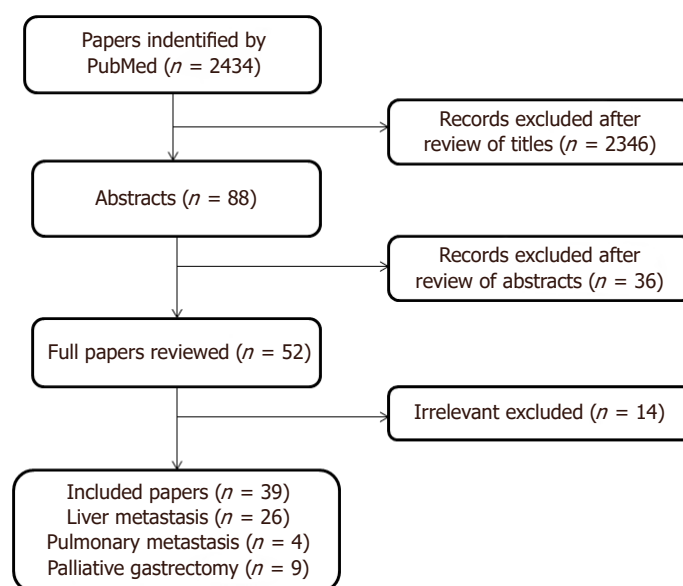 Papers indentified by
PubMed (n = 2434)
Records excluded after
review of titles (n = 2346)
Abstracts (n = 88)
Records excluded after
review of abstracts (n = 36)
Full papers reviewed (n = 52)
Irrelevant excluded (n = 14)
Included papers (n = 39)
Liver metastasis (n = 26)
Pulmonary metastasis (n = 4)
Palliative gastrectomy (n = 9)